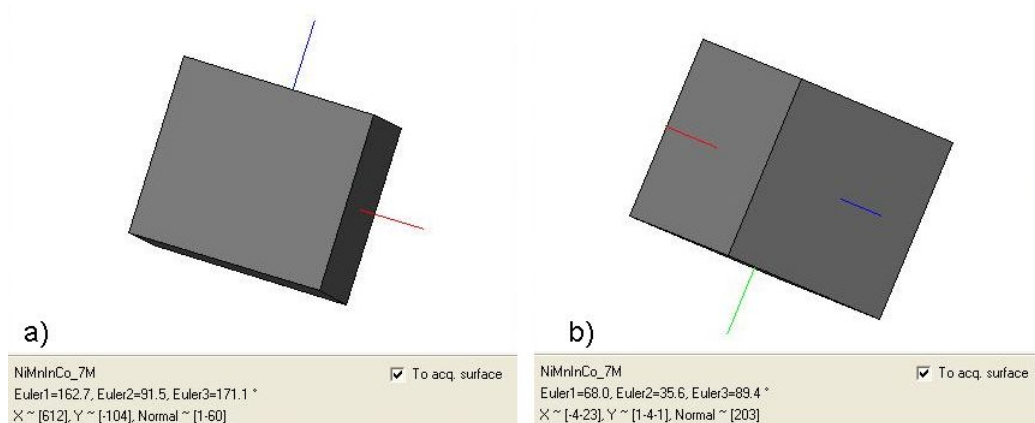 a)
NiMnInCo_7M
To acq. surface
Euler1=162.7, Euler2=91.5, Euler3=171.1 °
X ~ [612], Y ~ [-104], Normal ~ [1-60]
b)
NiMnInCo_7M
To acq. surface
Euler1=68.0, Euler2=35.6, Euler3=89.4 °
X ~ [-4-23], Y ~ [1-4-1], Normal ~ [203]